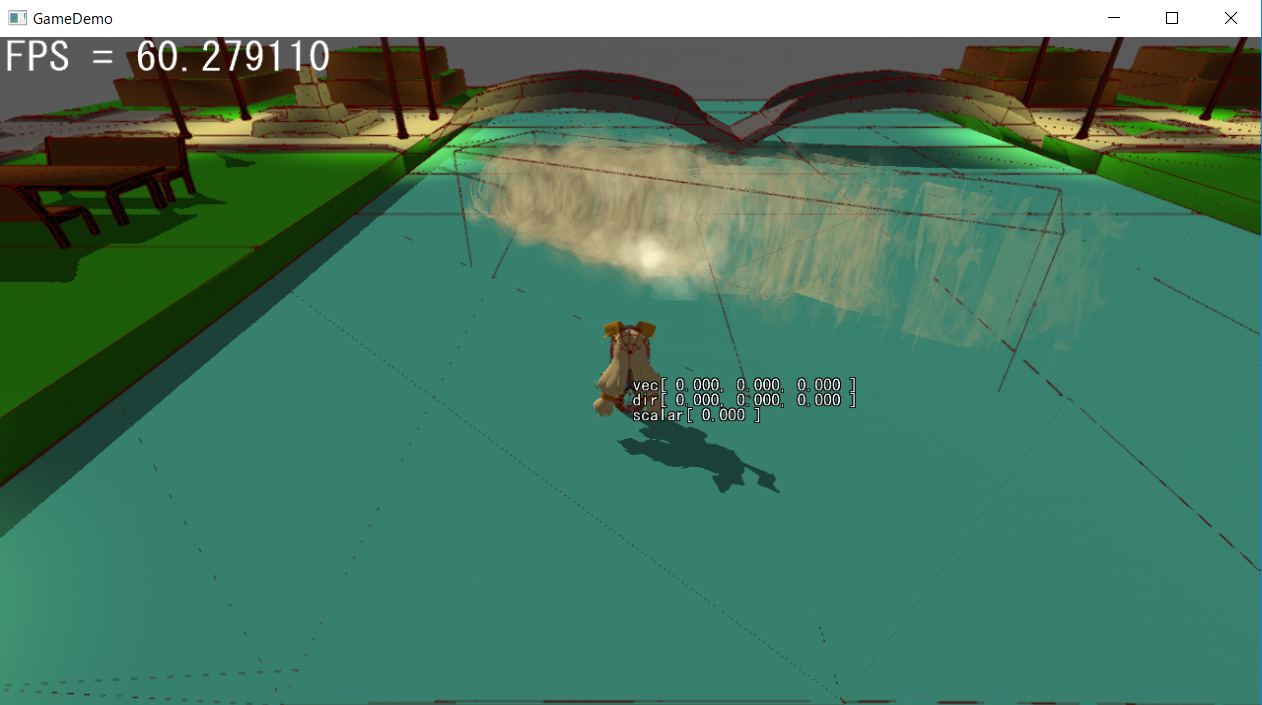 GameDemo
FPS = 60.279110
vec[ 0.000, 0.000, 0.000 ]
dir[ 0.000, 0.000, 0.000 ]
scalar[ 0.000 ]